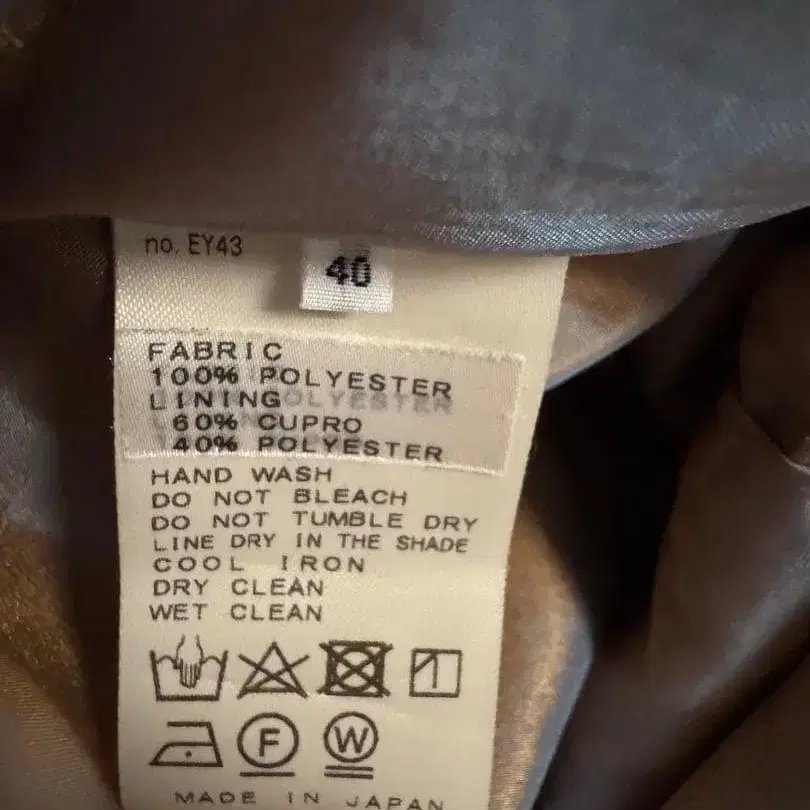 no. EY43
40
FABRIC
100% POLYESTER
LINING
60% CUPRO
40% POLYESTER
HAND WASH
DO NOT BLEACH
DO NOT TUMBLE DRY
LINE DRY IN THE SHADE
COOL IRON
DRY CLEAN
WET CLEAN
F W
MADE IN JAPAN